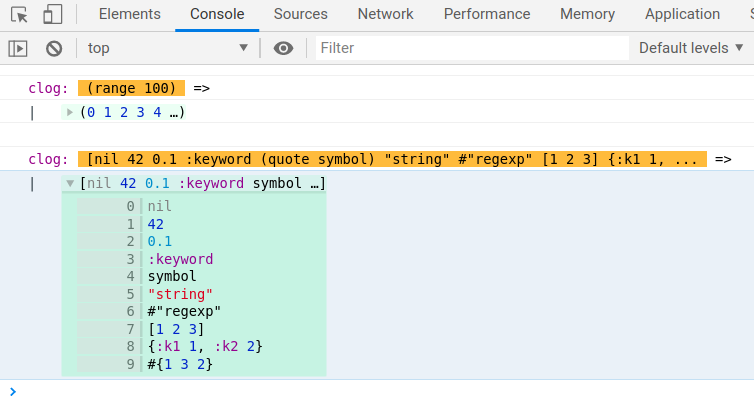 Elements Console Sources Network Performance Memory Application
top Filter Default levels
clog: (range 100) =>
| (0 1 2 3 4 …)
clog: [nil 42 0.1 :keyword (quote symbol) "string" #"regexp" [1 2 3] {:k1 1, ... =>
| [nil 42 0.1 :keyword symbol …]
0 nil
1 42
2 0.1
3 :keyword
4 symbol
5 "string"
6 #"regexp"
7 [1 2 3]
8 {:k1 1, :k2 2}
9 #{1 3 2}